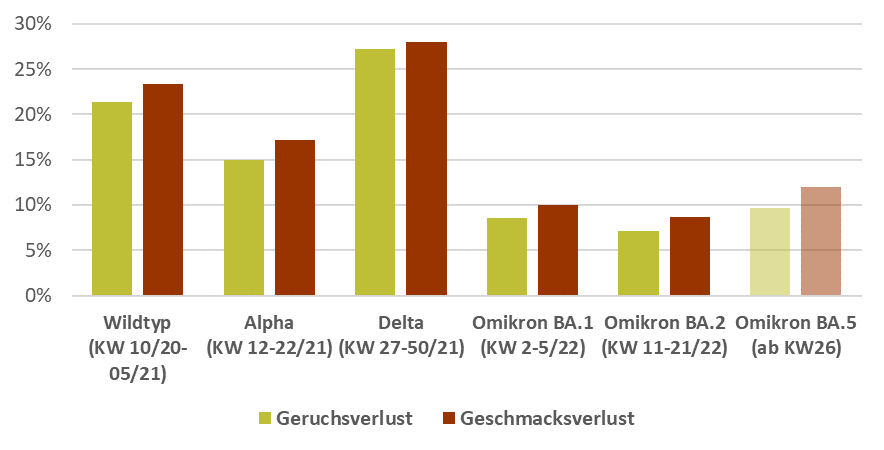 30%
25%
20%
15%
10%
5%
0%
Wildtyp
(KW 10/20-
05/21)
Alpha
(KW 12-22/21)
Delta
(KW 27-50/21)
Omikron BA.1
(KW 2-5/22)
Omikron BA.2
(KW 11-21/22)
Omikron BA.5
(ab KW26)
Geruchsverlust
Geschmacksverlust